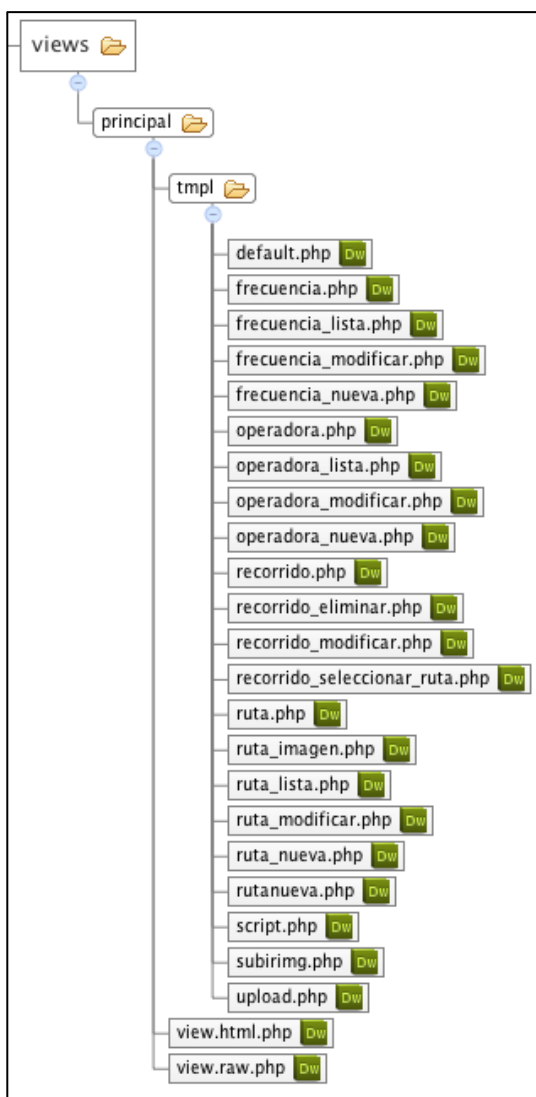 views
principal
tmpl
default.php Dw
frecuencia.php Dw
frecuencia_lista.php Dw
frecuencia_modificar.php Dw
frecuencia_nueva.php Dw
operadora.php Dw
operadora_lista.php Dw
operadora_modificar.php Dw
operadora_nueva.php Dw
recorrido.php Dw
recorrido_eliminar.php Dw
recorrido_modificar.php Dw
recorrido_seleccionar_ruta.php Dw
ruta.php Dw
ruta_imagen.php Dw
ruta_lista.php Dw
ruta_modificar.php Dw
ruta_nueva.php Dw
rutanueva.php Dw
script.php Dw
subirimg.php Dw
upload.php Dw
view.html.php Dw
view.raw.php Dw